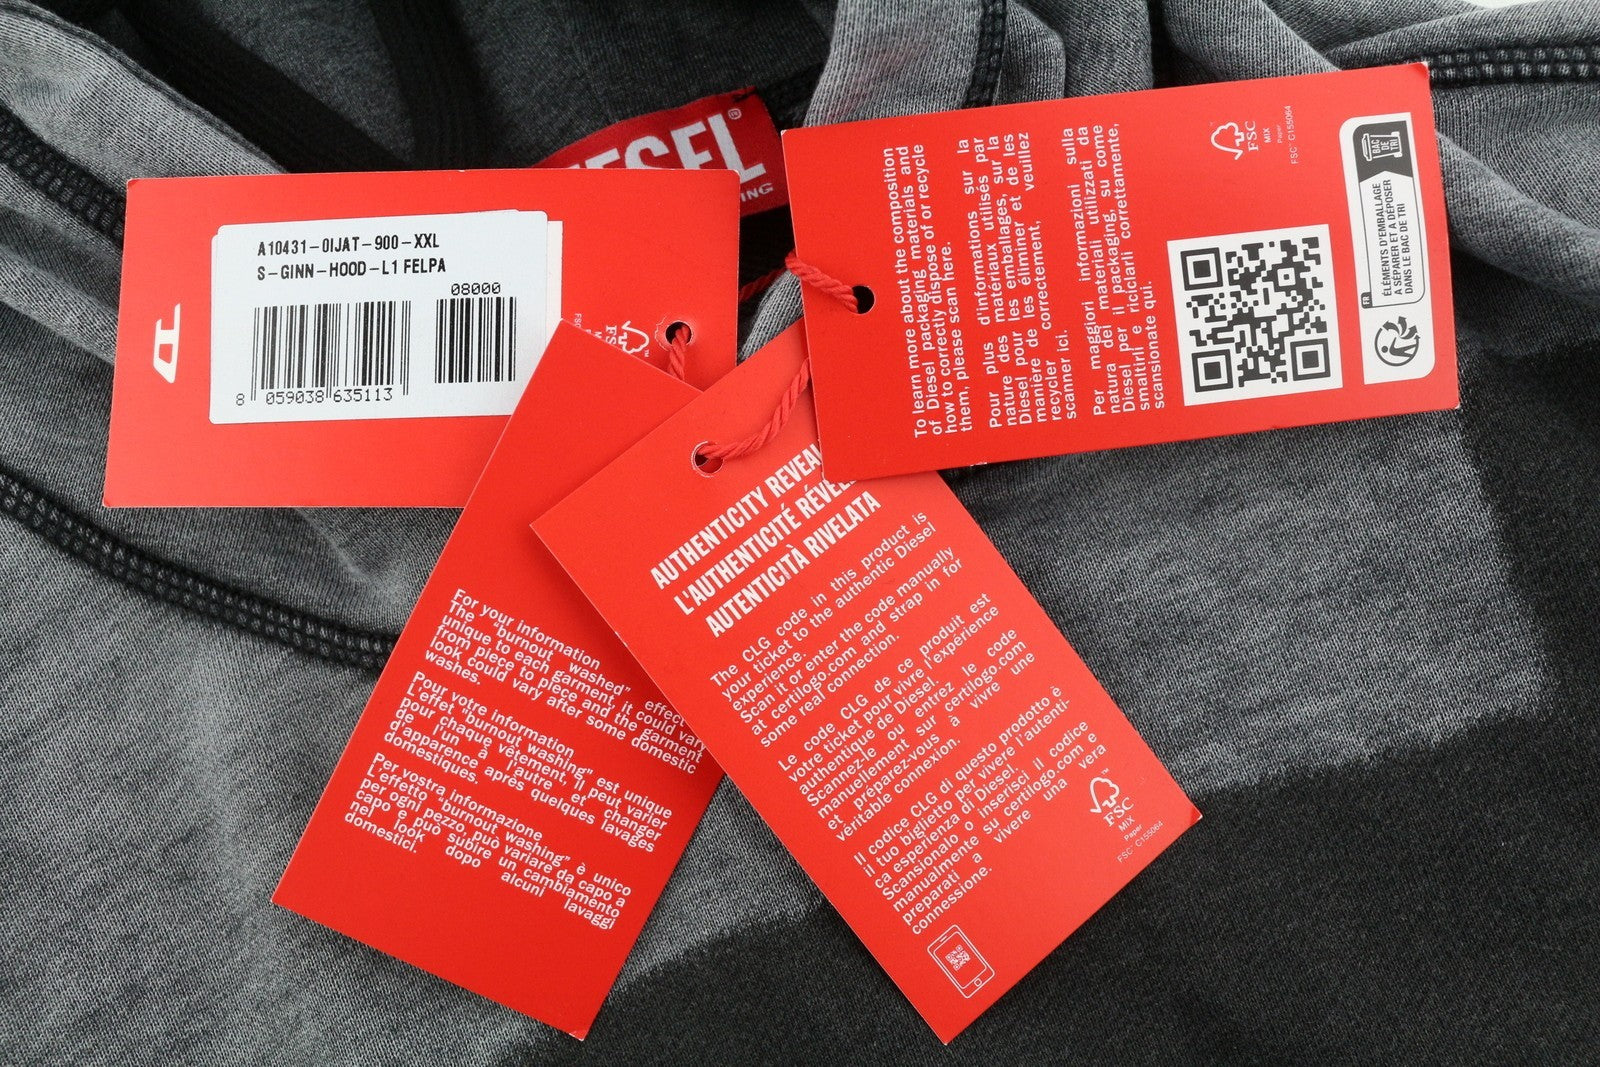 DIESEL®
A10431-0IJAT-900-XXL
S-GINN-HOOD-L1 FELPA
08000
8 059038 635113
For your information
The "burnout washed" effect
unique to each garment, it could vary
from piece to piece and the garment
look could vary after some domestic
washes.
Pour votre information
L'effet "burnout washing" est unique
pour chaque vêtement, il peut varier
de l'un à l'autre et changer
d'apparence après quelques lavages
domestiques.
Per vostra informazione
L'effetto "burnout washing" è unico
per ogni pezzo, può variare da capo a
capo e può subire un cambiamento
nel look dopo alcuni lavaggi
domestici.
AUTHENTICITY
L'AUTHENTICITÉ
AUTENTICITÀ RIVELATA
The CLG code in this product is
your ticket to the authentic Diesel
experience.
Scan it or enter the code manually
at certilogo.com and strap in for
some real connection.
Le code CLG de ce produit est
votre ticket pour vivre l'expérience
authentique de Diesel.
Scannez-le ou entrez le code
manuellement sur certilogo.com
et préparez-vous à vivre une
véritable connexion.
Il codice CLG di questo prodotto è
il tuo biglietto per vivere l'autenti-
ca esperienza di Diesel.
Scansionalo o inserisci il codice
manualmente su certilogo.com e
preparati a vivere una vera
connessione.
FSC™
MIX
Paper
FSC™ C155064
To learn more about the composition
of Diesel packaging materials and
how to correctly dispose of or recycle
them, please scan here.
Pour plus d'informations sur la
nature des matériaux utilisés par
Diesel pour les emballages, sur la
manière de les éliminer et de les
recycler correctement, veuillez
scanner ici.
Per maggiori informazioni sulla
natura dei materiali utilizzati da
Diesel per il packaging, su come
smaltirli e riciclarli correttamente,
scansionate qui.
FSC
MIX
Paper
FSC™ C155064
BAC
DE
TRI
FR
ÉLÉMENTS D'EMBALLAGE
À SÉPARER ET À DÉPOSER
DANS LE BAC DE TRI